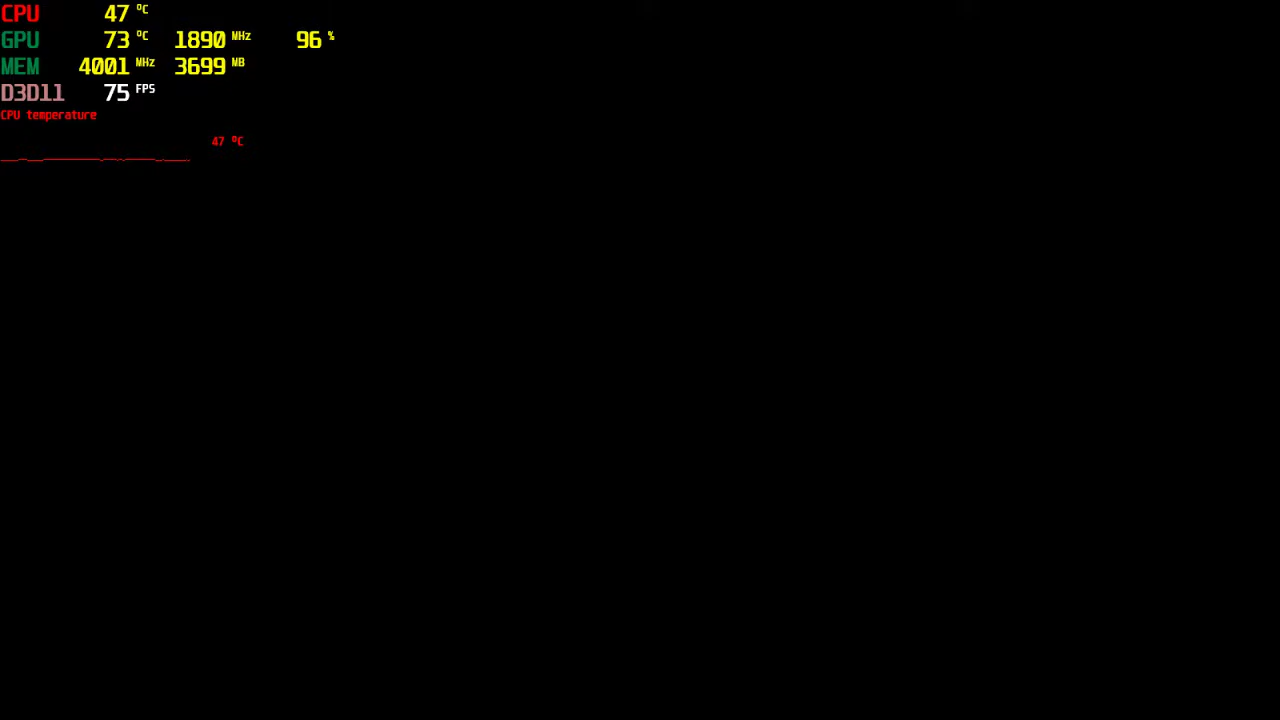 CPU 47 °C
GPU 73 °C 1890 MHz 96 %
MEM 4001 MHz 3699 MB
D3D11 75 FPS
CPU temperature
47 °C